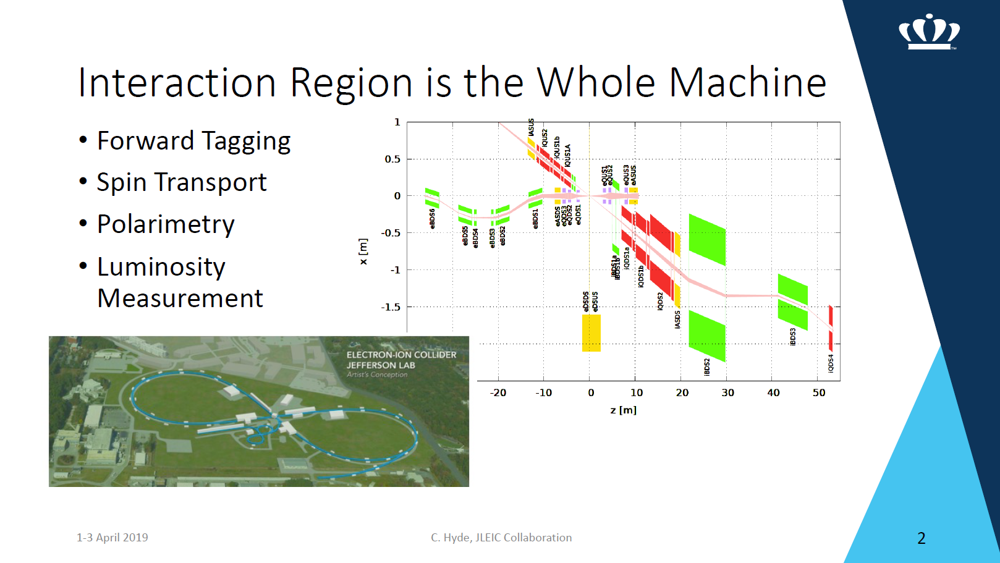 Interaction Region is the Whole Machine
• Forward Tagging
• Spin Transport
• Polarimetry
• Luminosity
Measurement
1
0.5
0
-0.5
-1
-1.5
x [m]
-20
-10
0
10
20
30
40
50
z [m]
iASUS
iQUS2
iQUS1b
iQUS1A
eQUS1
eQUS2
eQUS3
eASUS
eBDS6
eBDS5
eBDS4
eBDS3
eBDS2
eBDS1
eASDS
eQDS3
eQDS2
eQDS1
iBDS1a
iBDS1b
iQDS1a
iQDS1b
iQDS2
iASDS
eDSDS
eDSUS
iBDS2
iBDS3
iQDS4
ELECTRON-ION COLLIDER
JEFFERSON LAB
Artist's Conception
TM
1-3 April 2019
C. Hyde, JLEIC Collaboration
2